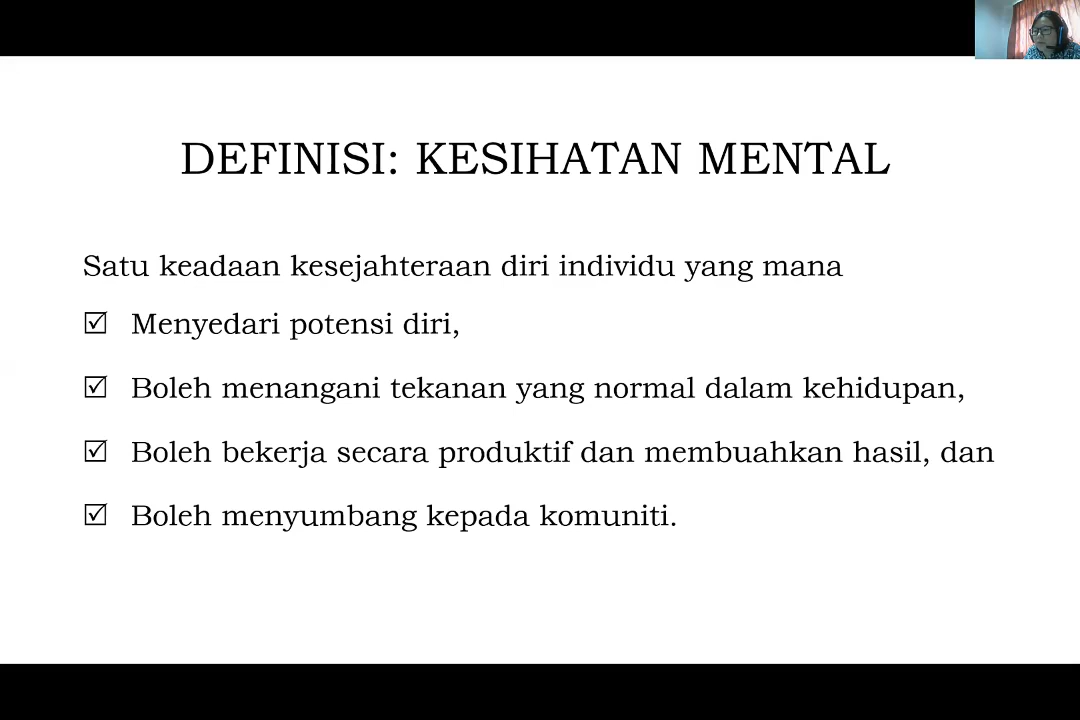 DEFINISI: KESIHATAN MENTAL
Satu keadaan kesejahteraan diri individu yang mana
☑ Menyedari potensi diri,
☑ Boleh menangani tekanan yang normal dalam kehidupan,
☑ Boleh bekerja secara produktif dan membuahkan hasil, dan
☑ Boleh menyumbang kepada komuniti.